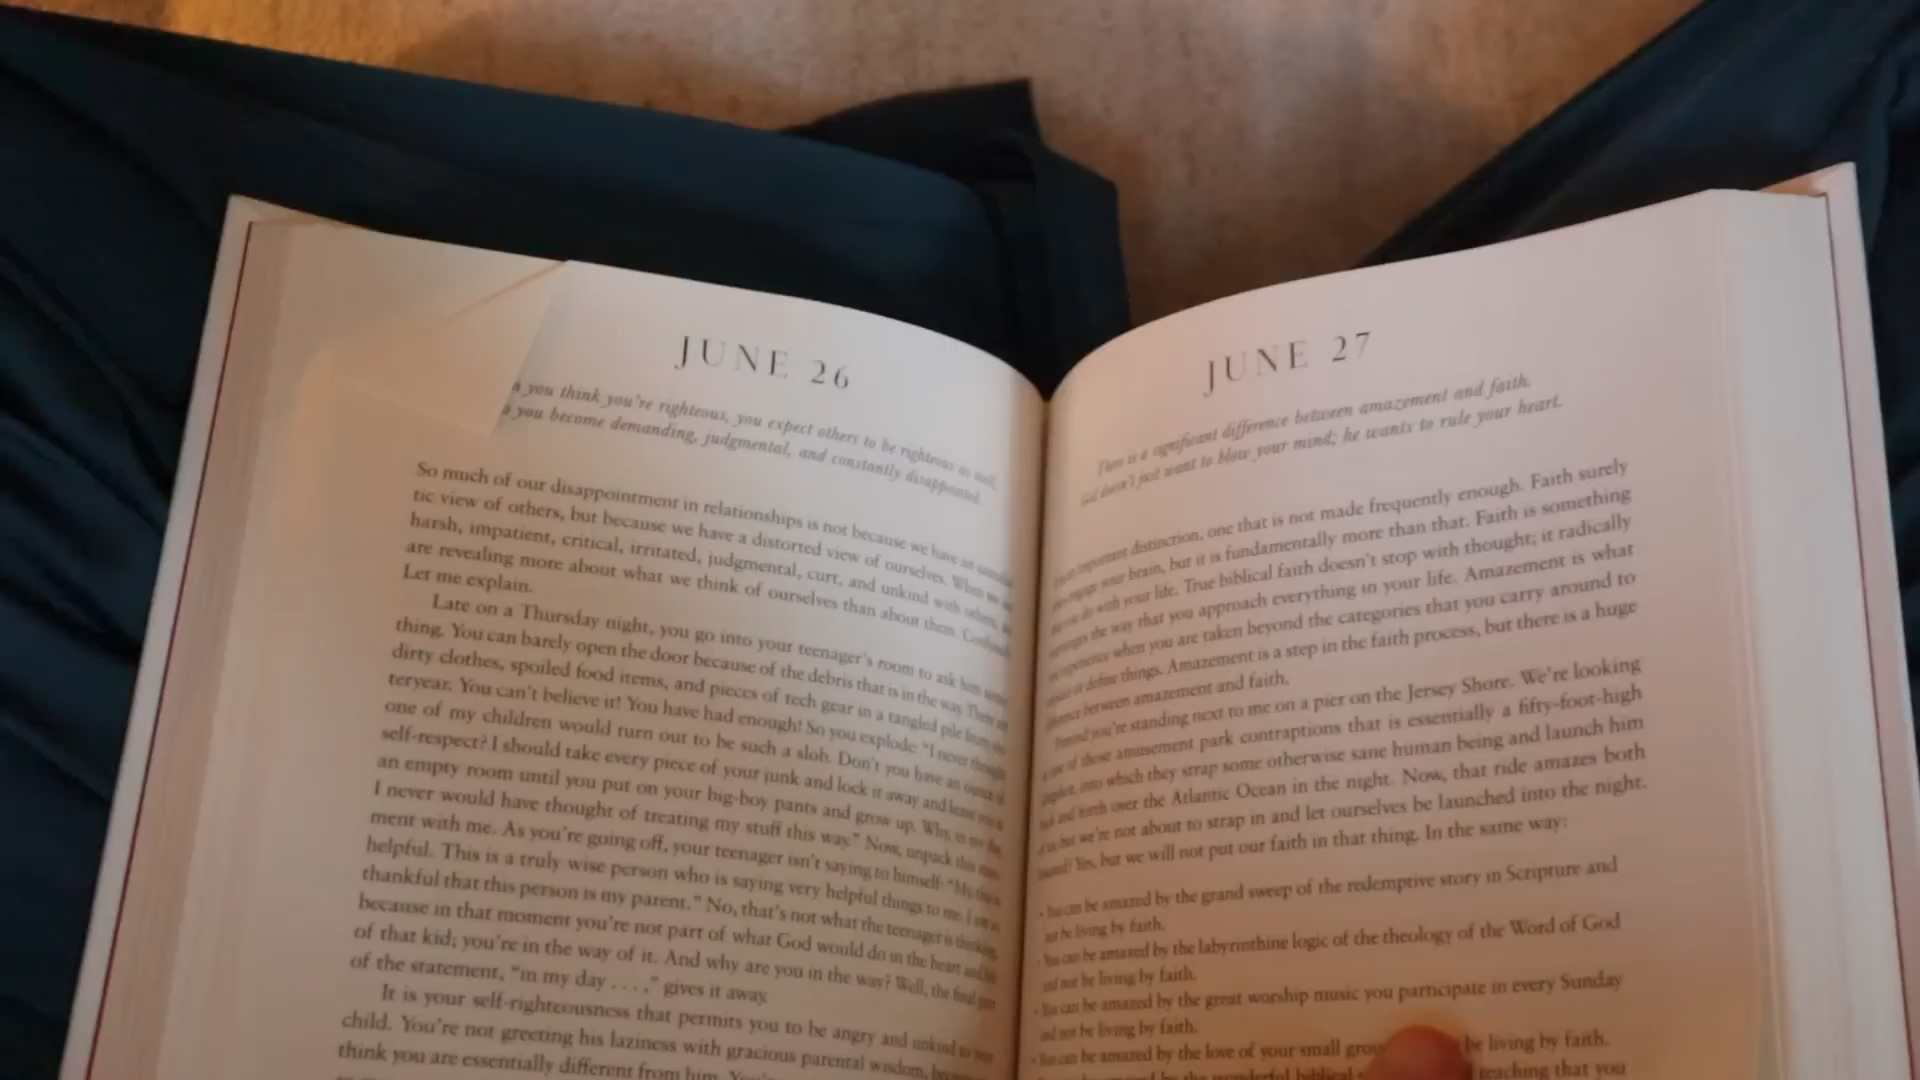 JUNE 26
you think you're righteous, you expect others to be righteous as well,
you become demanding, judgmental, and constantly disappointed.
So much of our disappointment in relationships is not because we have an
tic view of others, but because we have a distorted view of ourselves. When we
harsh, impatient, critical, irritated, judgmental, curt, and unkind with others,
are revealing more about what we think of ourselves than about them.
Let me explain.
Late on a Thursday night, you go into your teenager's room to ask him
thing. You can barely open the door because of the debris that is in the way. There
dirty clothes, spoiled food items, and pieces of tech gear in a tangled pile from
teryear. You can't believe it! You have had enough! So you explode: "I never thought
one of my children would turn out to be such a slob. Don't you have an ounce of
self-respect? I should take every piece of your junk and lock it away and leave
an empty room until you put on your big-boy pants and grow up. Why, in my day,
I never would have thought of treating my stuff this way." Now, unpack this
ment with me. As you're going off, your teenager isn't saying to himself: "My,
helpful. This is a truly wise person who is saying very helpful things to me. I
thankful that this person is my parent." No, that's not what the teenager is thinking,
because in that moment you're not part of what God would do in the heart
of that kid; you're in the way of it. And why are you in the way? Well, the
of the statement, "in my day . . . ," gives it away.
It is your self-righteousness that permits you to be angry and unkind
child. You're not greeting his laziness with gracious parental wisdom,
think you are essentially different from him.
JUNE 27
There is a significant difference between amazement and faith.
God doesn't just want to blow your mind; he wants to rule your heart.
important distinction, one that is not made frequently enough. Faith surely
your brain, but it is fundamentally more than that. Faith is something
you do with your life. True biblical faith doesn't stop with thought; it radically
the way that you approach everything in your life. Amazement is what
when you are taken beyond the categories that you carry around to
or define things. Amazement is a step in the faith process, but there is a huge
between amazement and faith.
Pretend you're standing next to me on a pier on the Jersey Shore. We're looking
of those amusement park contraptions that is essentially a fifty-foot-high
into which they strap some otherwise sane human being and launch him
and forth over the Atlantic Ocean in the night. Now, that ride amazes both
but we're not about to strap in and let ourselves be launched into the night.
Yes, but we will not put our faith in that thing. In the same way:
• You can be amazed by the grand sweep of the redemptive story in Scripture and
not be living by faith.
• You can be amazed by the labyrinthine logic of the theology of the Word of God
and not be living by faith.
• You can be amazed by the great worship music you participate in every Sunday
and not be living by faith.
• You can be amazed by the love of your small be living by faith.
biblical teaching that you